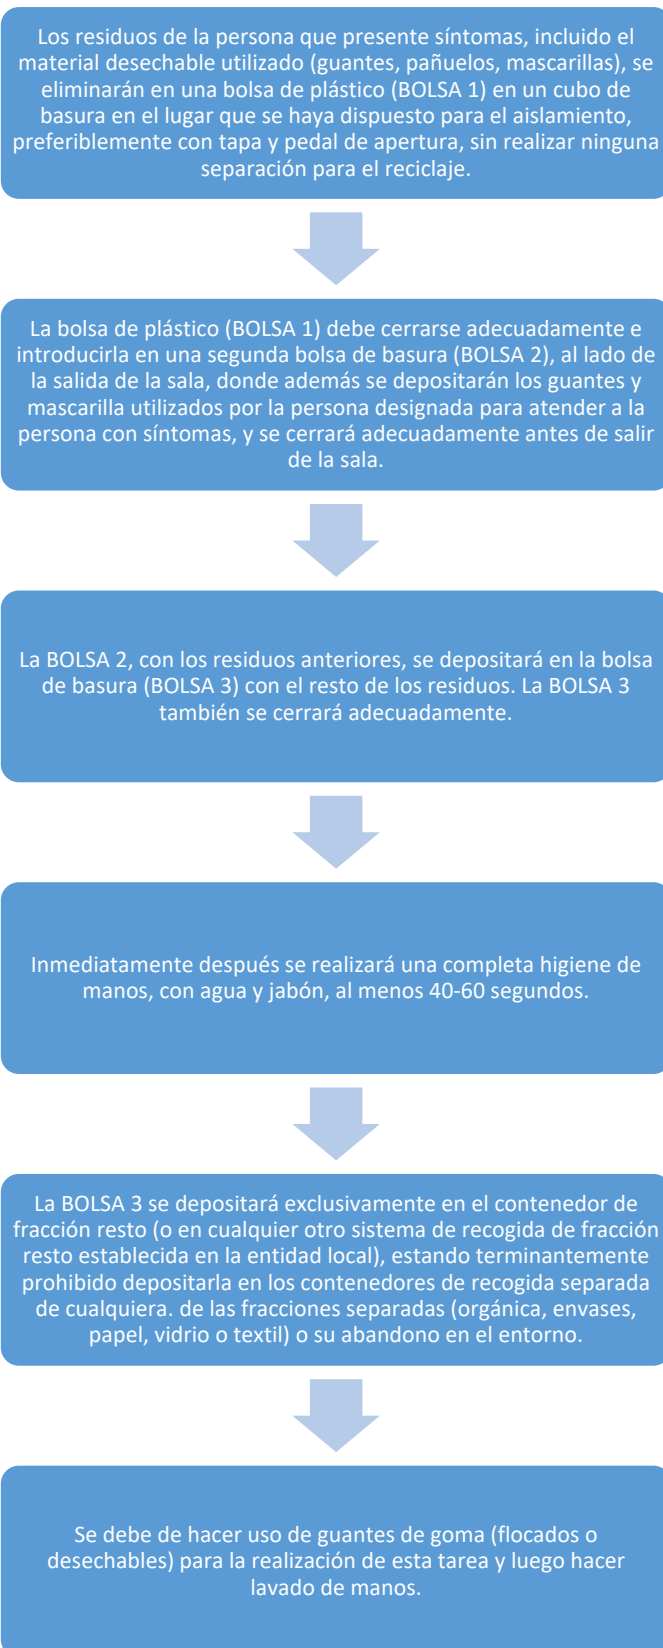 Los residuos de la persona que presente síntomas, incluido el
material desechable utilizado (guantes, pañuelos, mascarillas), se
eliminarán en una bolsa de plástico (BOLSA 1) en un cubo de
basura en el lugar que se haya dispuesto para el aislamiento,
preferiblemente con tapa y pedal de apertura, sin realizar ninguna
separación para el reciclaje.
La bolsa de plástico (BOLSA 1) debe cerrarse adecuadamente e
introducirla en una segunda bolsa de basura (BOLSA 2), al lado de
la salida de la sala, donde además se depositarán los guantes y
mascarilla utilizados por la persona designada para atender a la
persona con síntomas, y se cerrará adecuadamente antes de salir
de la sala.
La BOLSA 2, con los residuos anteriores, se depositará en la bolsa
de basura (BOLSA 3) con el resto de los residuos. La BOLSA 3
también se cerrará adecuadamente.
Inmediatamente después se realizará una completa higiene de
manos, con agua y jabón, al menos 40-60 segundos.
La BOLSA 3 se depositará exclusivamente en el contenedor de
fracción resto (o en cualquier otro sistema de recogida de fracción
resto establecida en la entidad local), estando terminantemente
prohibido depositarla en los contenedores de recogida separada
de cualquiera. de las fracciones separadas (orgánica, envases,
papel, vidrio o textil) o su abandono en el entorno.
Se debe de hacer uso de guantes de goma (flocados o
desechables) para la realización de esta tarea y luego hacer
lavado de manos.